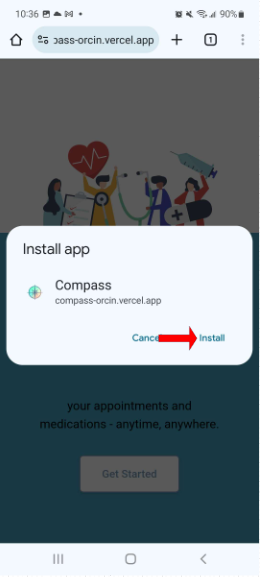 10:36
90%
pass-orcin.vercel.app
1
Install app
Compass
compass-orcin.vercel.app
Cance
Install
your appointments and
medications - anytime, anywhere.
Get Started